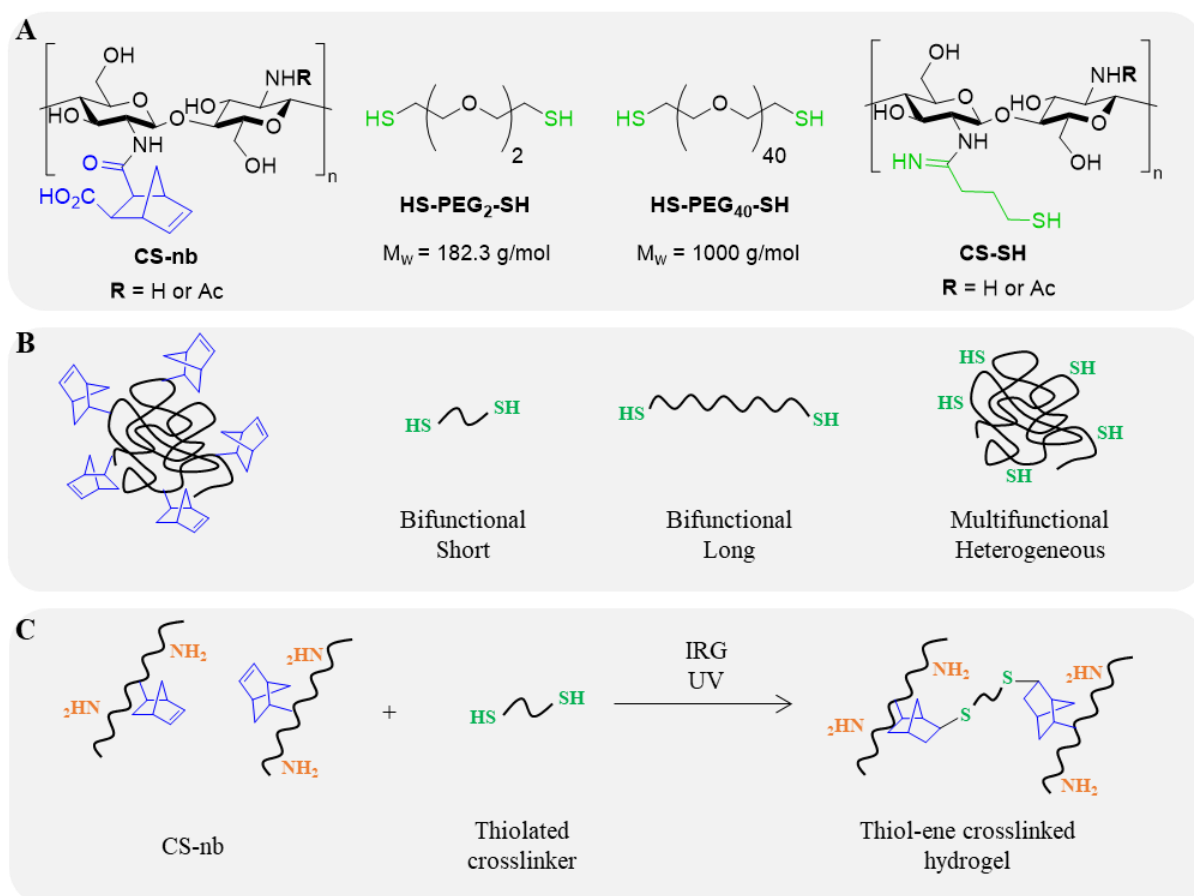 A
OH
HO
O
O
NH
O
HO2C
HO
NHR
O
OH
n
CS-nb
R = H or Ac
HS
O
SH
2
HS-PEG2-SH
MW = 182.3 g/mol
HS
O
SH
40
HS-PEG40-SH
MW = 1000 g/mol
OH
HO
O
O
NH
HN
SH
HO
NHR
O
OH
n
CS-SH
R = H or Ac
B
HS
SH
Bifunctional
Short
HS
SH
Bifunctional
Long
HS
SH
HS
SH
SH
Multifunctional
Heterogeneous
C
NH2
2HN
2HN
NH2
CS-nb
+
HS
SH
Thiolated
crosslinker
IRG
UV
NH2
2HN
S
S
2HN
NH2
Thiol-ene crosslinked
hydrogel